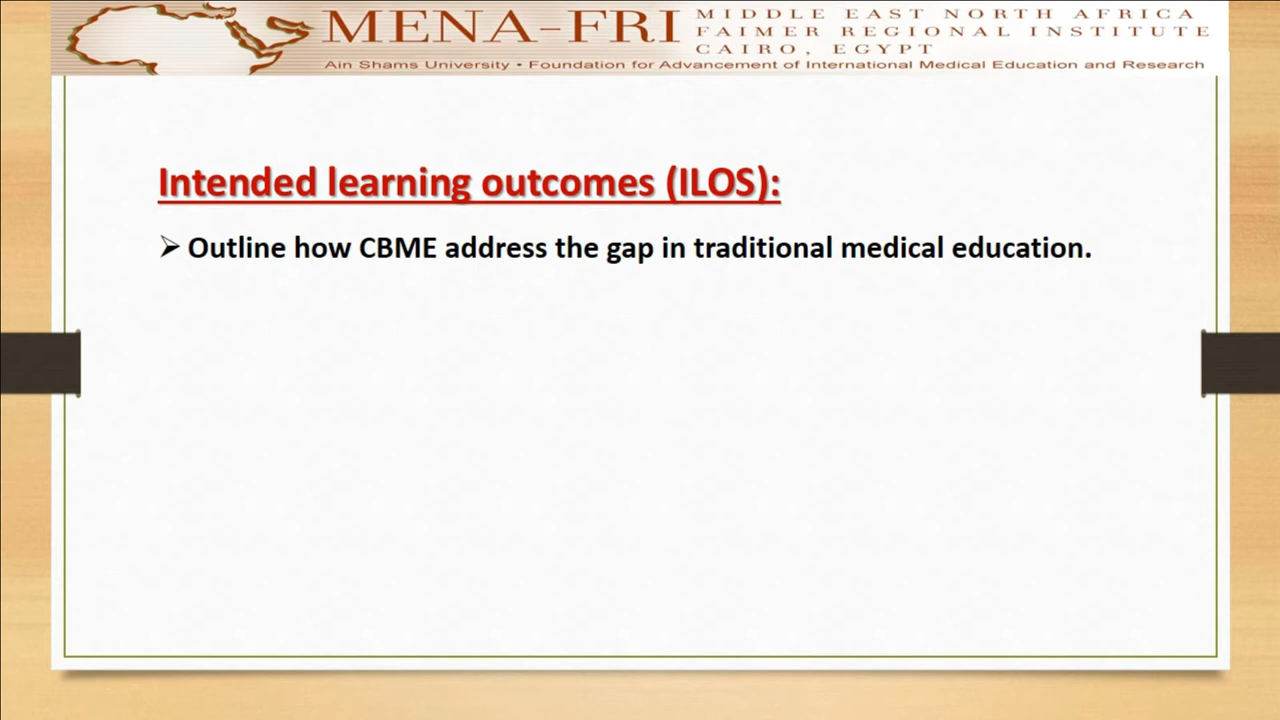 MENA-FRI
MIDDLE EAST NORTH AFRICA
FAIMER REGIONAL INSTITUTE
CAIRO, EGYPT
Ain Shams University • Foundation for Advancement of International Medical Education and Research
Intended learning outcomes (ILOS):
➢ Outline how CBME address the gap in traditional medical education.